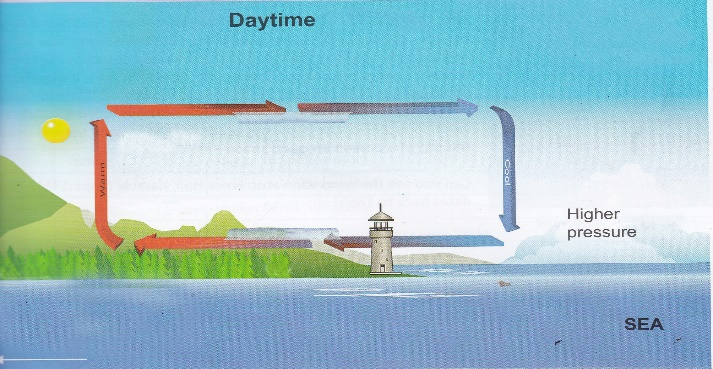 Daytime
Warm
Cool
Higher
pressure
SEA